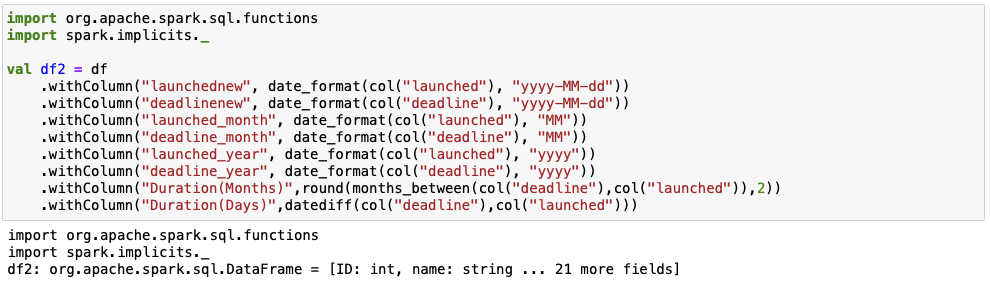 import org.apache.spark.sql.functions
import spark.implicits._
val df2 = df
.withColumn("launchednew", date_format(col("launched"), "yyyy-MM-dd"))
.withColumn("deadlinenew", date_format(col("deadline"), "yyyy-MM-dd"))
.withColumn("launched_month", date_format(col("launched"), "MM"))
.withColumn("deadline_month", date_format(col("deadline"), "MM"))
.withColumn("launched_year", date_format(col("launched"), "yyyy"))
.withColumn("deadline_year", date_format(col("deadline"), "yyyy"))
.withColumn("Duration(Months)",round(months_between(col("deadline"),col("launched")),2))
.withColumn("Duration(Days)",datediff(col("deadline"),col("launched")))
import org.apache.spark.sql.functions
import spark.implicits._
df2: org.apache.spark.sql.DataFrame = [ID: int, name: string ... 21 more fields]